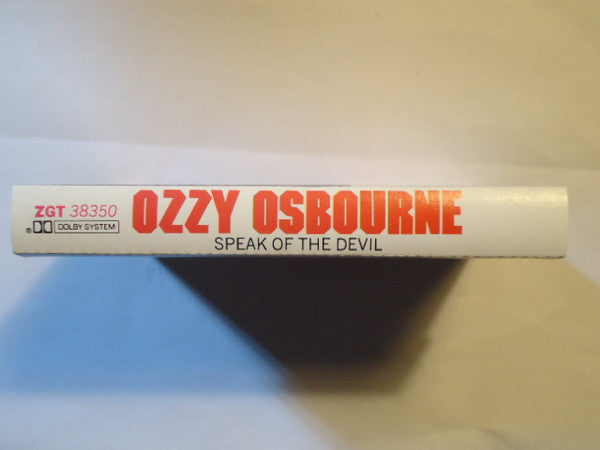 ZGT 38350
DOLBY SYSTEM
OZZY OSBOURNE
SPEAK OF THE DEVIL